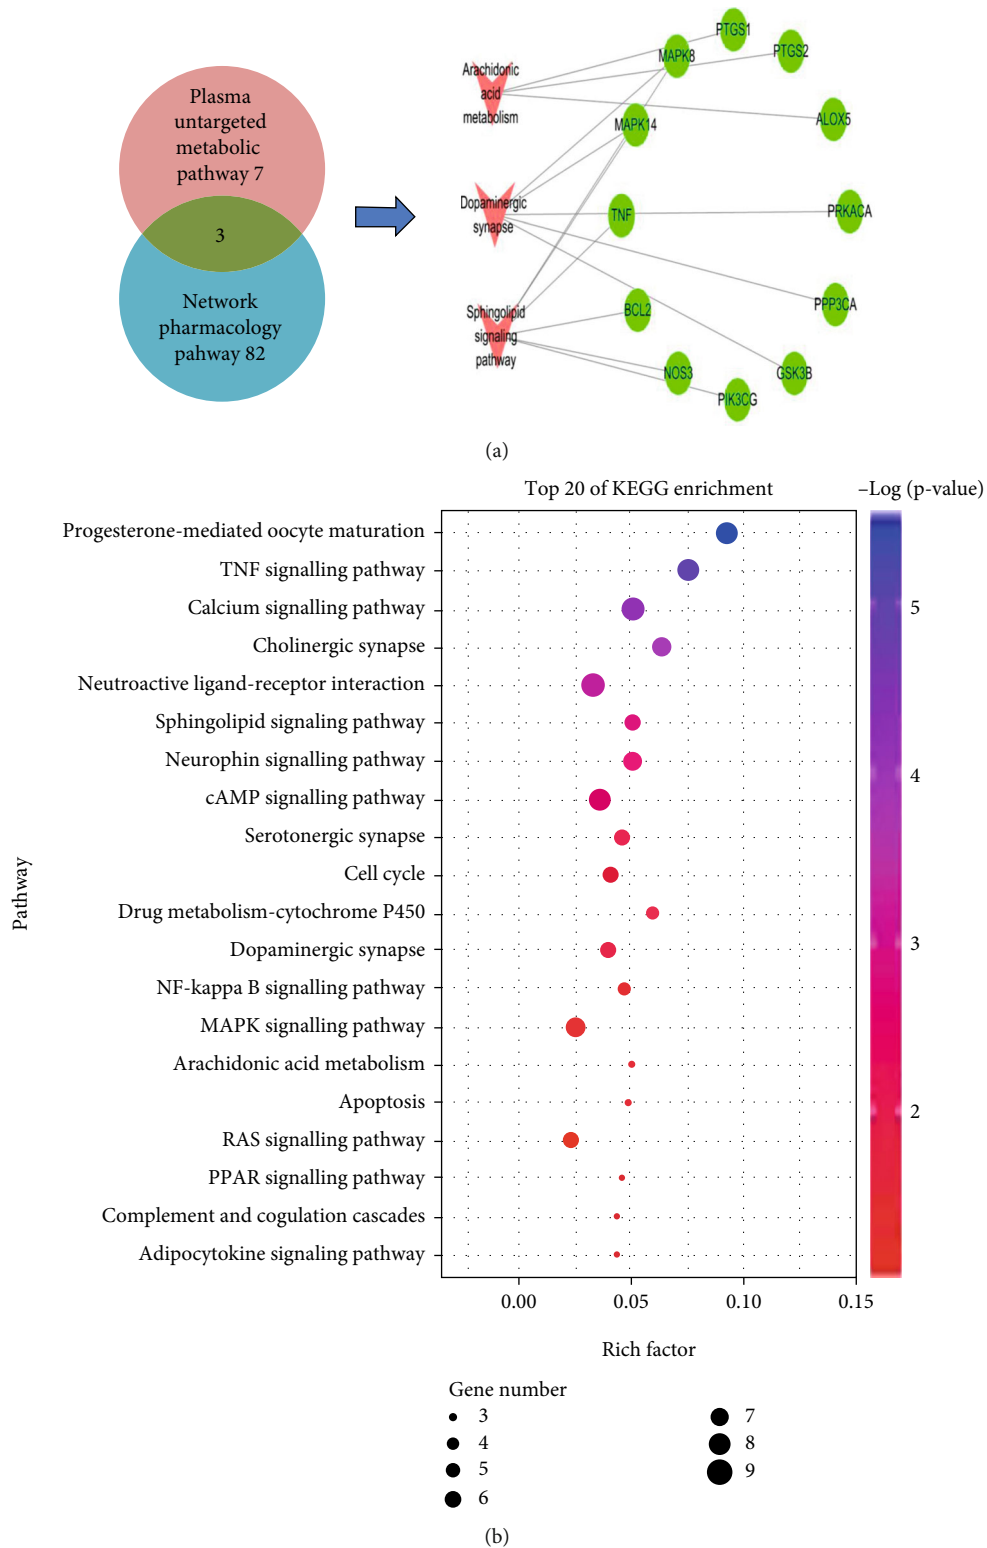 Plasma
untargeted
metabolic
pathway 7
3
Network
pharmacology
pahway 82
Arachidonic
acid
metabolism
Dopaminergic
synapse
Sphingolipid
signaling
pathway
PTGS1
MAPK8
PTGS2
MAPK14
ALOX5
TNF
PRKACA
BCL2
PPP3CA
NOS3
GSK3B
PIK3CG
(a)
Top 20 of KEGG enrichment
–Log (p-value)
Pathway
Progesterone-mediated oocyte maturation
TNF signalling pathway
Calcium signalling pathway
Cholinergic synapse
Neutroactive ligand-receptor interaction
Sphingolipid signaling pathway
Neurophin signalling pathway
cAMP signalling pathway
Serotonergic synapse
Cell cycle
Drug metabolism-cytochrome P450
Dopaminergic synapse
NF-kappa B signalling pathway
MAPK signalling pathway
Arachidonic acid metabolism
Apoptosis
RAS signalling pathway
PPAR signalling pathway
Complement and cogulation cascades
Adipocytokine signaling pathway
5
4
3
2
0.00 0.05 0.10 0.15
Rich factor
Gene number
3
4
5
6
7
8
9
(b)